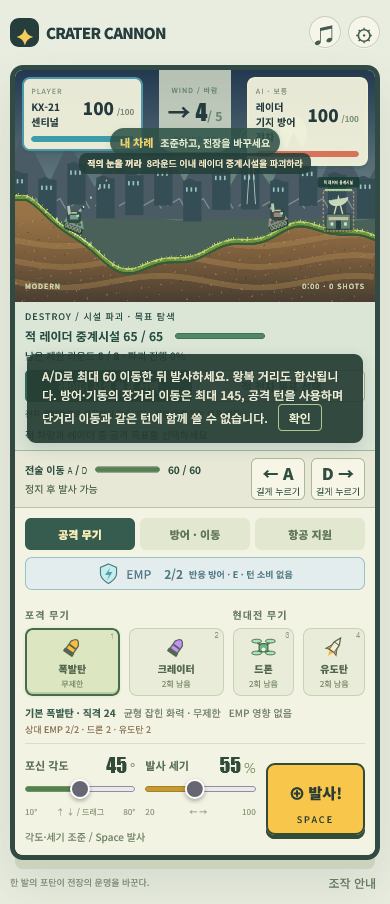 CRATER CANNON
PLAYER
KX-21
센티널
100 /100
WIND / 바람
→ 4 / 5
AI · 보통
레이더
기지 방어
100 /100
내 차례 조준하고, 전장을 바꾸세요
적의 눈을 꺼라 8라운드 이내 레이더 중계시설을 파괴하라
MODERN
0:00 · 0 SHOTS
DESTROY / 시설 파괴 · 목표 탐색
적 레이더 중계시설 65 / 65
A/D로 최대 60 이동한 뒤 발사하세요. 왕복 거리도 합산됩니
다. 방어·기동의 장거리 이동은 최대 145, 공격 턴을 사용하며
단거리 이동과 같은 턴에 함께 쓸 수 없습니다. 확인
전술 이동 A / D 60 / 60
정지 후 발사 가능
← A
길게 누르기
D →
길게 누르기
공격 무기
방어 · 이동
항공 지원
EMP 2/2 반응 방어 · E · 턴 소비 없음
포격 무기
현대전 무기
1
폭발탄
무제한
2
크레이터
2회 남음
3
드론
2회 남음
4
유도탄
2회 남음
기본 폭발탄 · 직격 24 균형 잡힌 화력 · 무제한 EMP 영향 없음
상대 EMP 2/2 · 드론 2 · 유도탄 2
포신 각도 45 °
10° ↑ ↓ / 드래그 80°
발사 세기 55 %
20 ←→ 100
발사!
SPACE
각도·세기 조준 / Space 발사
한 발의 포탄이 전장의 운명을 바꾼다.
조작 안내